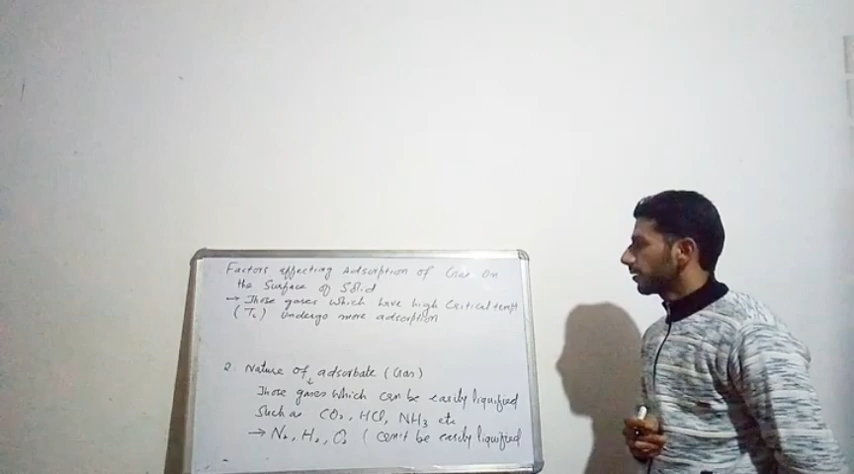 Factors affecting Adsorption of Gas on
the Surface of Solid
→ Those gases which have high Critical tempt
(Tc) undergo more adsorption
2. Nature of adsorbate (Gas)
↓
Those gases which can be easily liquified
Such as CO₂, HCl, NH₃ etc
→ N₂, H₂, O₂ ( can't be easily liquified